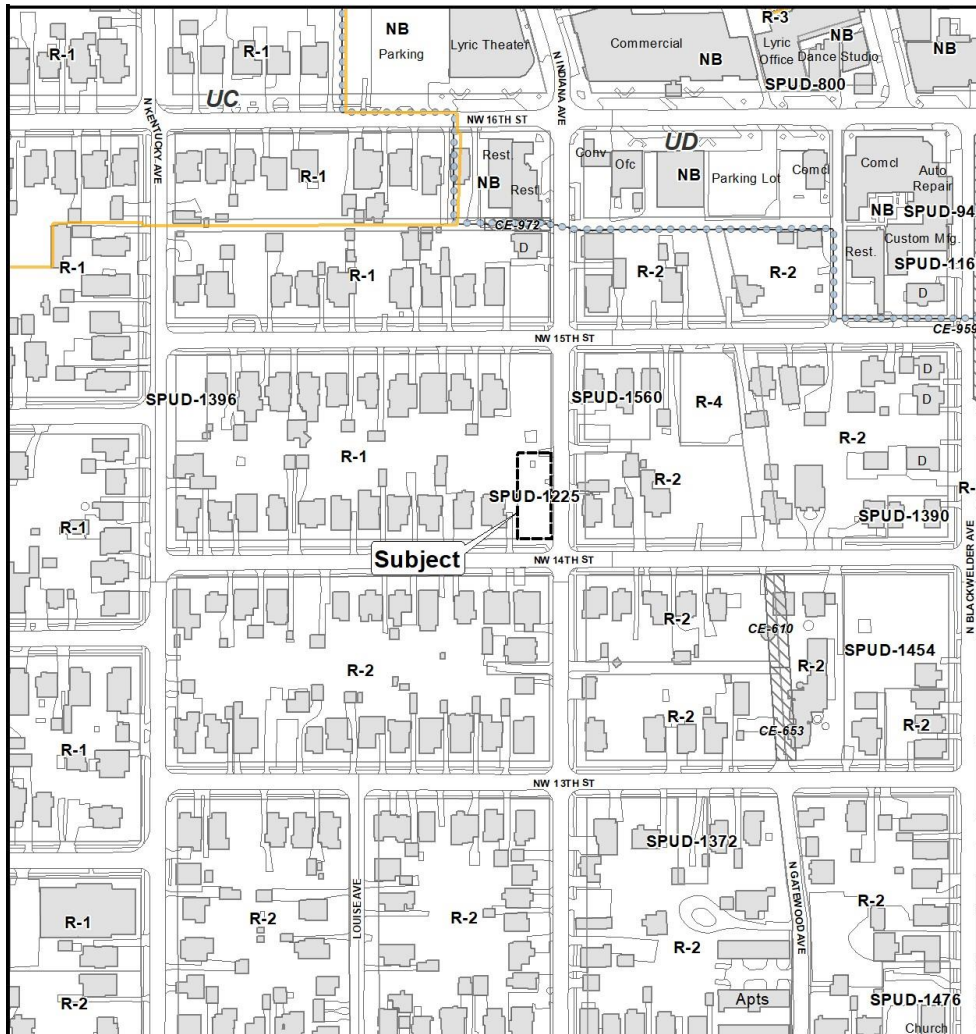 R-1
R-1
NB
Parking
Lyric Theater
N INDIANA AVE
Commercial
NB
R-3
Lyric
Office
NB
Dance Studio
NB
SPUD-800
UC
N KENTUCKY AVE
NW 16TH ST
UD
R-1
Rest.
NB
Rest.
Conv
Ofc
NB
Parking Lot
Comcl
Comcl
Auto
Repair
NB
SPUD-94
CE-972
D
Rest.
Custom Mfg.
R-1
R-1
R-2
R-2
SPUD-116
D
CE-959
NW 15TH ST
SPUD-1396
SPUD-1560
R-4
D
D
R-2
R-1
D
SPUD-1225
R-2
R-
R-1
SPUD-1390
Subject
NW 14TH ST
N BLACKWELDER AVE
R-2
CE-610
SPUD-1454
R-2
R-2
R-1
R-2
CE-653
R-2
NW 13TH ST
SPUD-1372
N GATEWOOD AVE
LOUISE AVE
R-1
R-2
R-2
R-2
R-2
R-2
Apts
SPUD-1476
Church